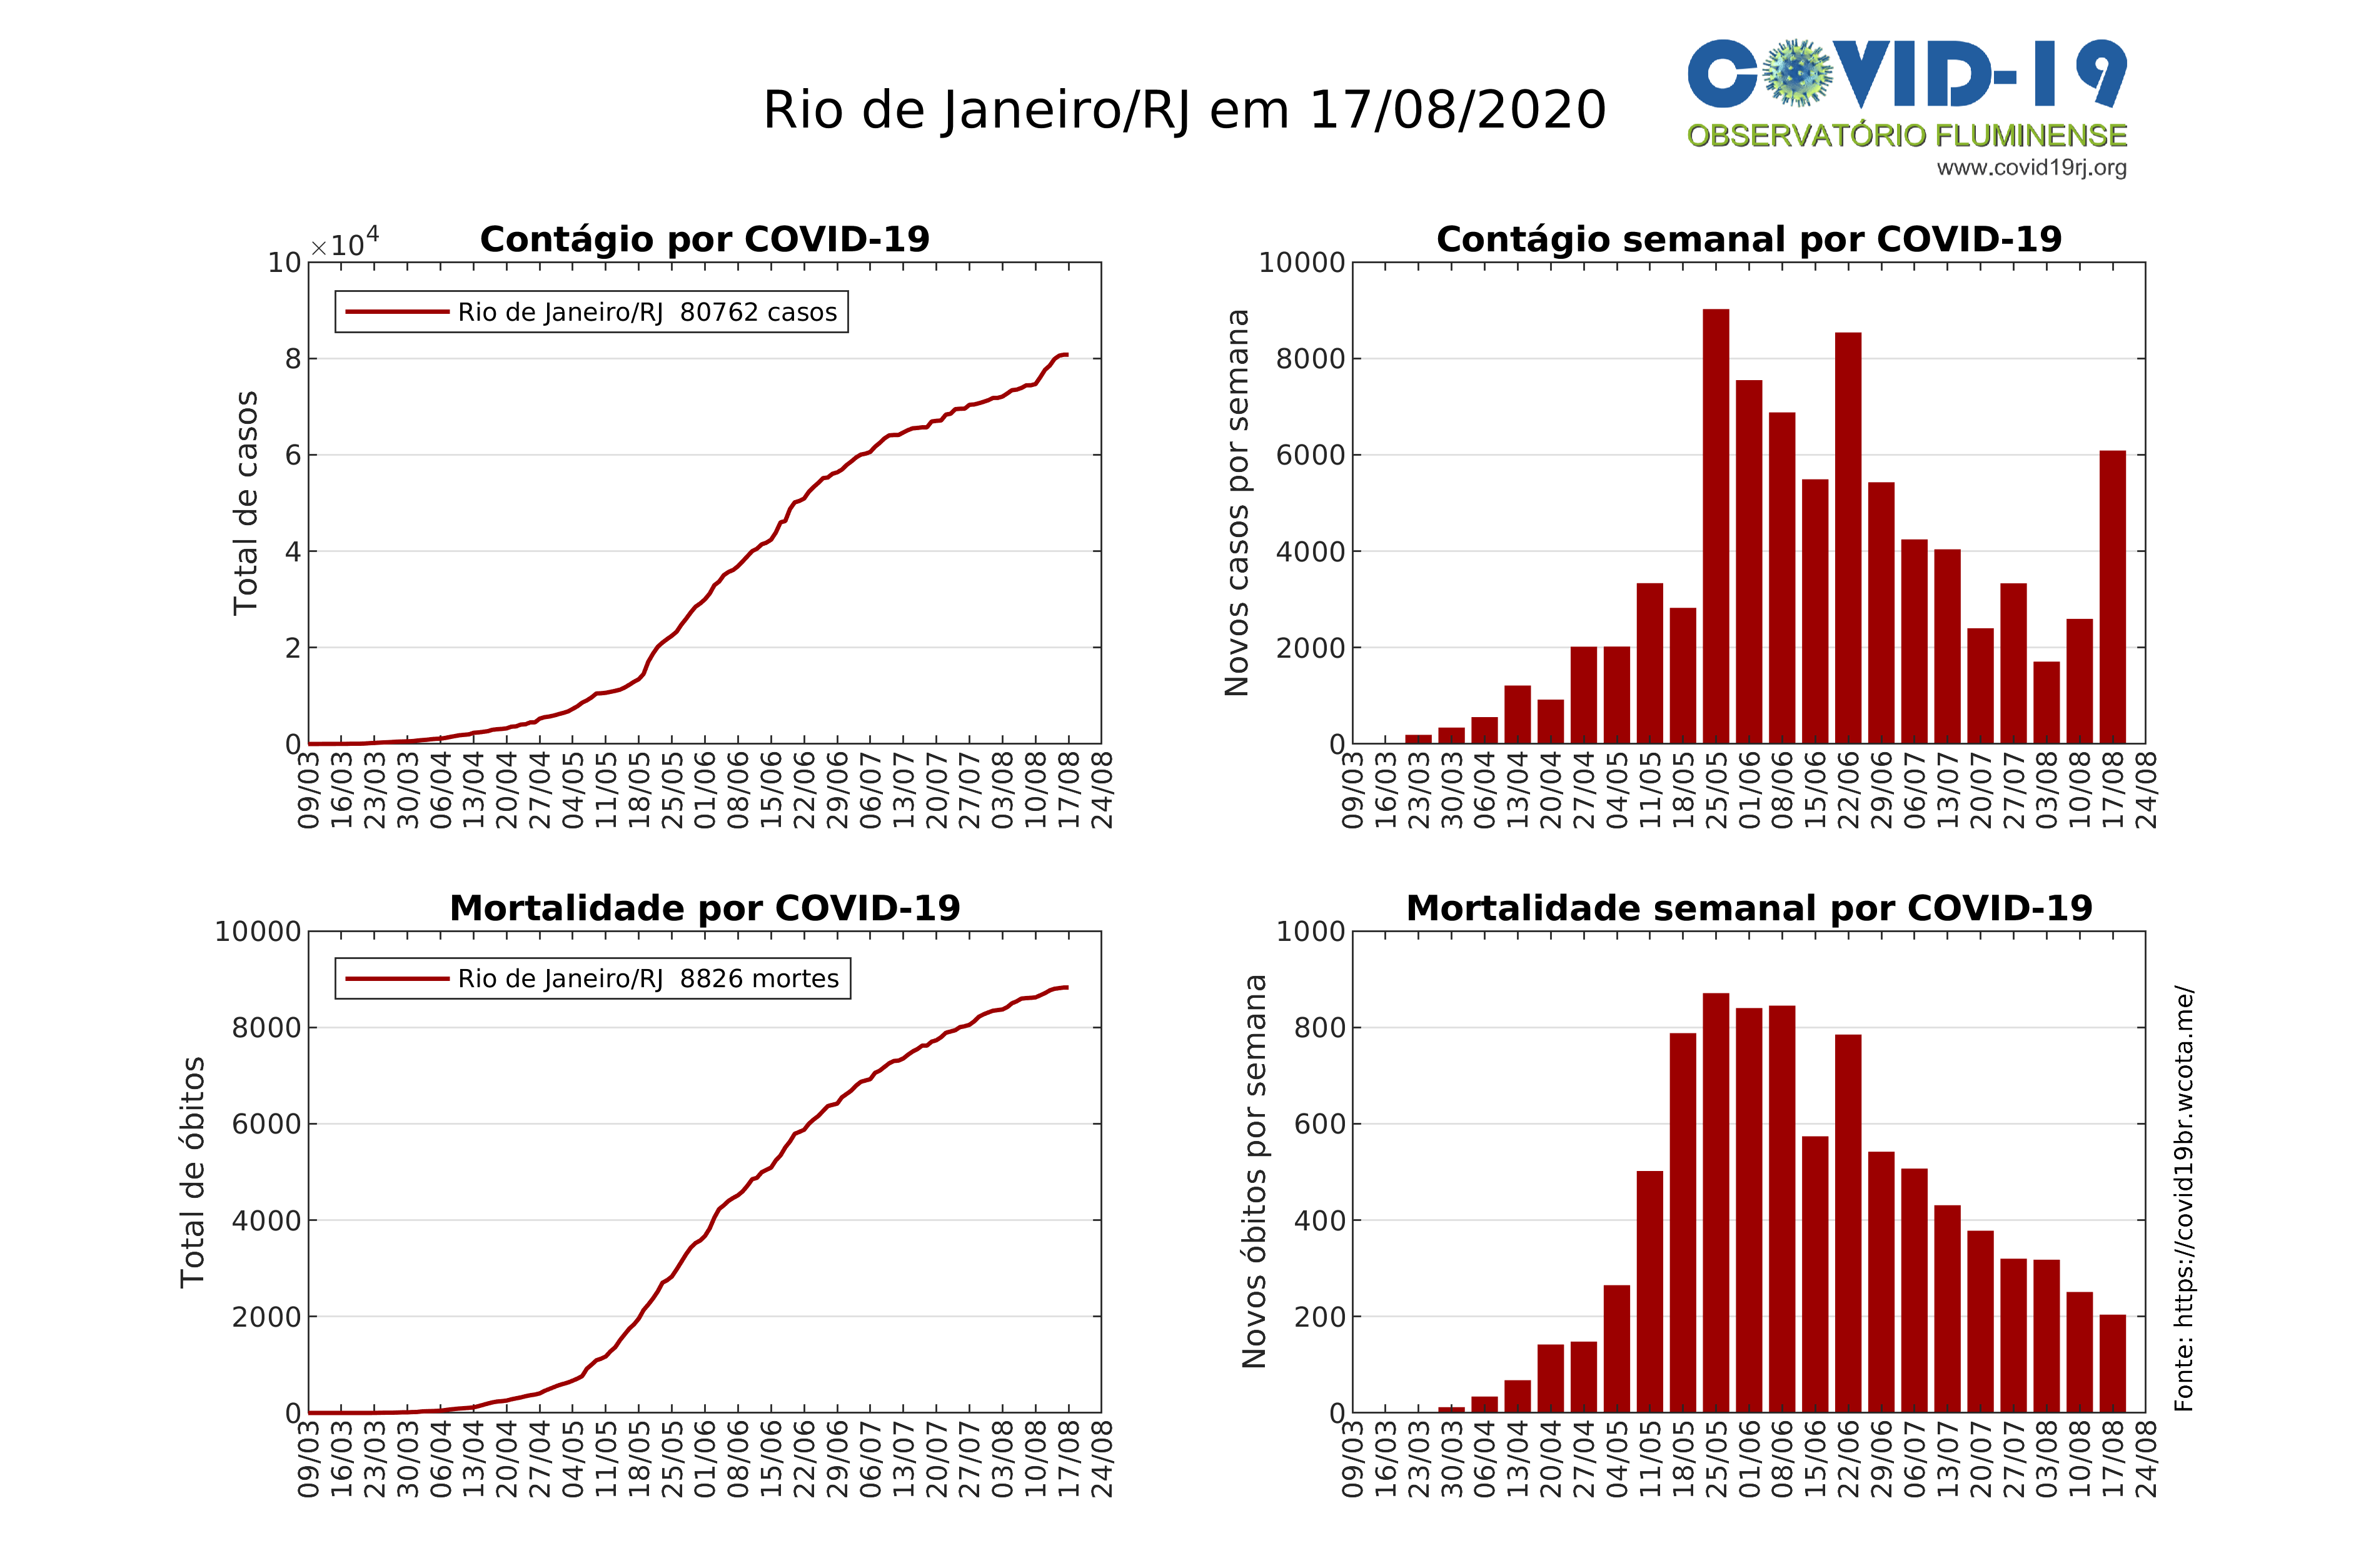 Rio de Janeiro/RJ em 17/08/2020
COVID-19
OBSERVATÓRIO FLUMINENSE
www.covid19rj.org
Contágio por COVID-19
×10⁴
Total de casos
10
8
6
4
2
0
Rio de Janeiro/RJ 80762 casos
09/03 16/03 23/03 30/03 06/04 13/04 20/04 27/04 04/05 11/05 18/05 25/05 01/06 08/06 15/06 22/06 29/06 06/07 13/07 20/07 27/07 03/08 10/08 17/08 24/08
Contágio semanal por COVID-19
Novos casos por semana
10000
8000
6000
4000
2000
0
09/03 16/03 23/03 30/03 06/04 13/04 20/04 27/04 04/05 11/05 18/05 25/05 01/06 08/06 15/06 22/06 29/06 06/07 13/07 20/07 27/07 03/08 10/08 17/08 24/08
Mortalidade por COVID-19
Total de óbitos
10000
8000
6000
4000
2000
0
Rio de Janeiro/RJ 8826 mortes
09/03 16/03 23/03 30/03 06/04 13/04 20/04 27/04 04/05 11/05 18/05 25/05 01/06 08/06 15/06 22/06 29/06 06/07 13/07 20/07 27/07 03/08 10/08 17/08 24/08
Mortalidade semanal por COVID-19
Novos óbitos por semana
1000
800
600
400
200
0
09/03 16/03 23/03 30/03 06/04 13/04 20/04 27/04 04/05 11/05 18/05 25/05 01/06 08/06 15/06 22/06 29/06 06/07 13/07 20/07 27/07 03/08 10/08 17/08 24/08
Fonte: https://covid19br.wcota.me/